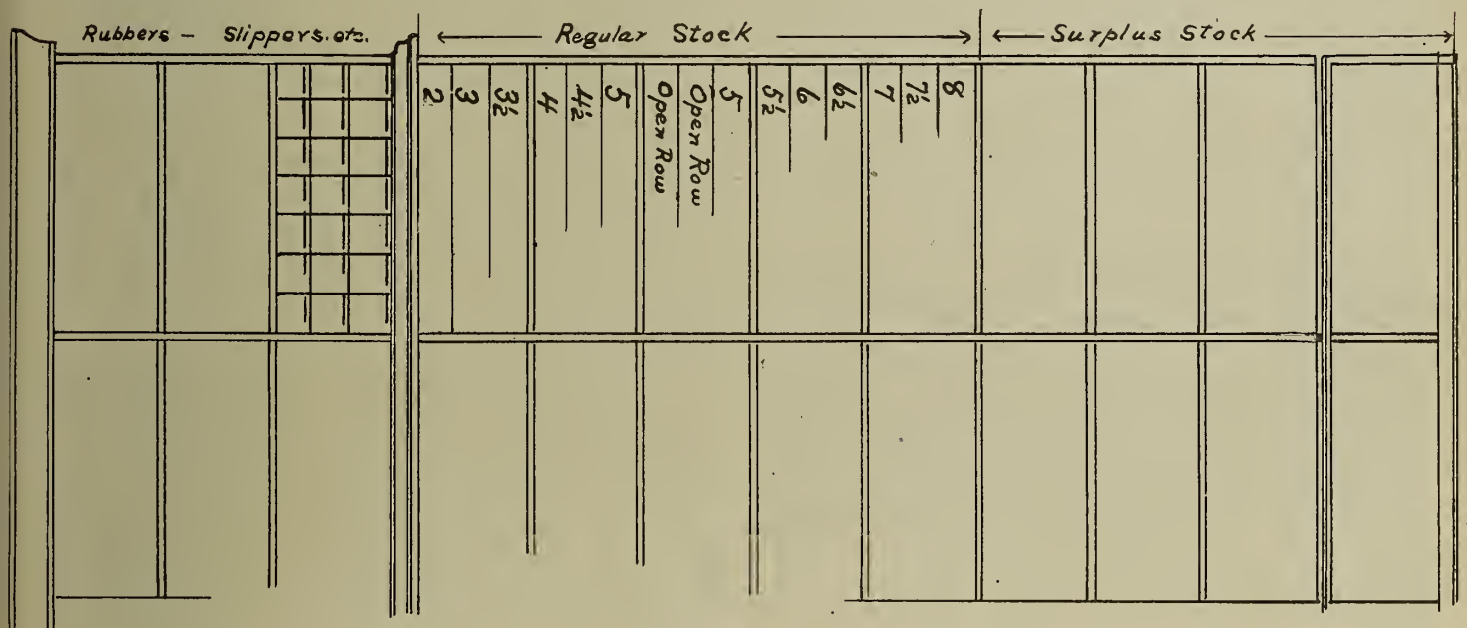 Rubbers - Slippers.etc.
Regular Stock
Surplus Stock
2
3
3½
4
4½
5
Open Row
Open Row
5
5½
6
6½
7
7½
8